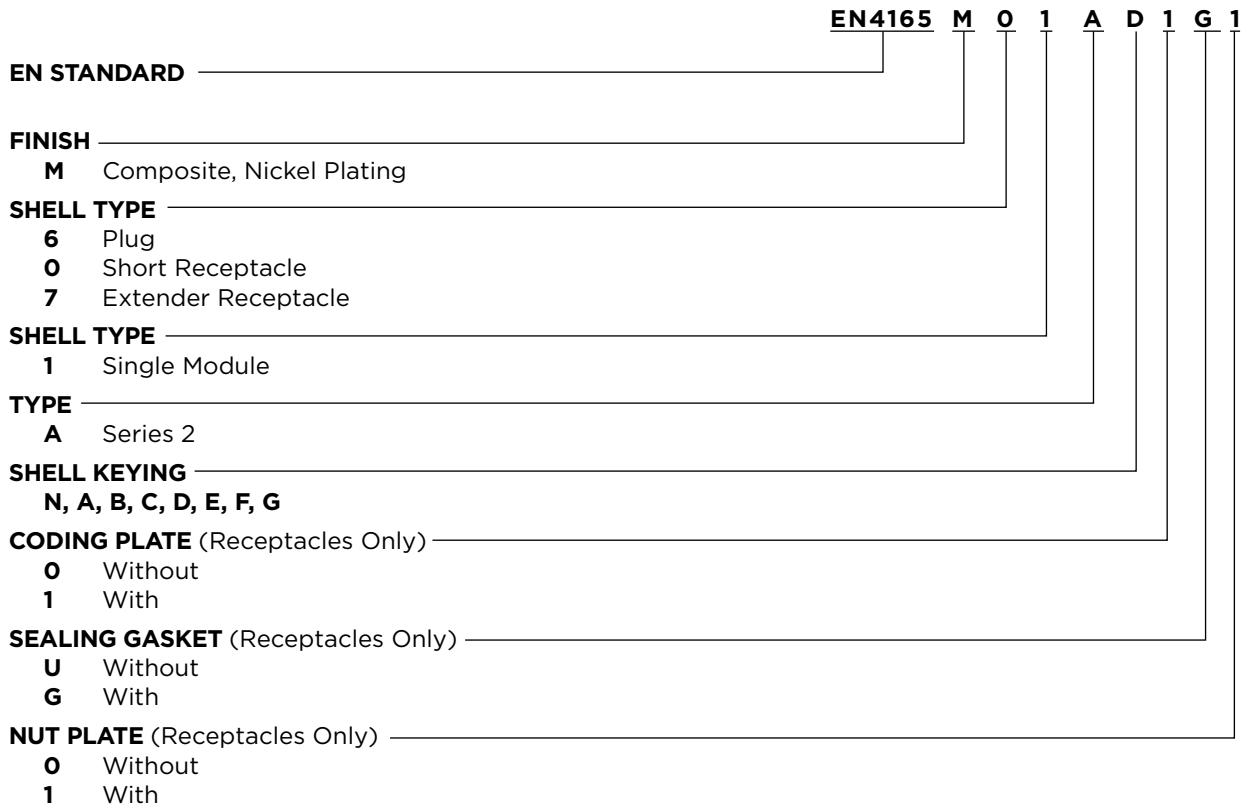 EN4165 M 0 1 A D 1 G 1
EN STANDARD
FINISH
M Composite, Nickel Plating
SHELL TYPE
6 Plug
0 Short Receptacle
7 Extender Receptacle
SHELL TYPE
1 Single Module
TYPE
A Series 2
SHELL KEYING
N, A, B, C, D, E, F, G
CODING PLATE (Receptacles Only)
0 Without
1 With
SEALING GASKET (Receptacles Only)
U Without
G With
NUT PLATE (Receptacles Only)
0 Without
1 With